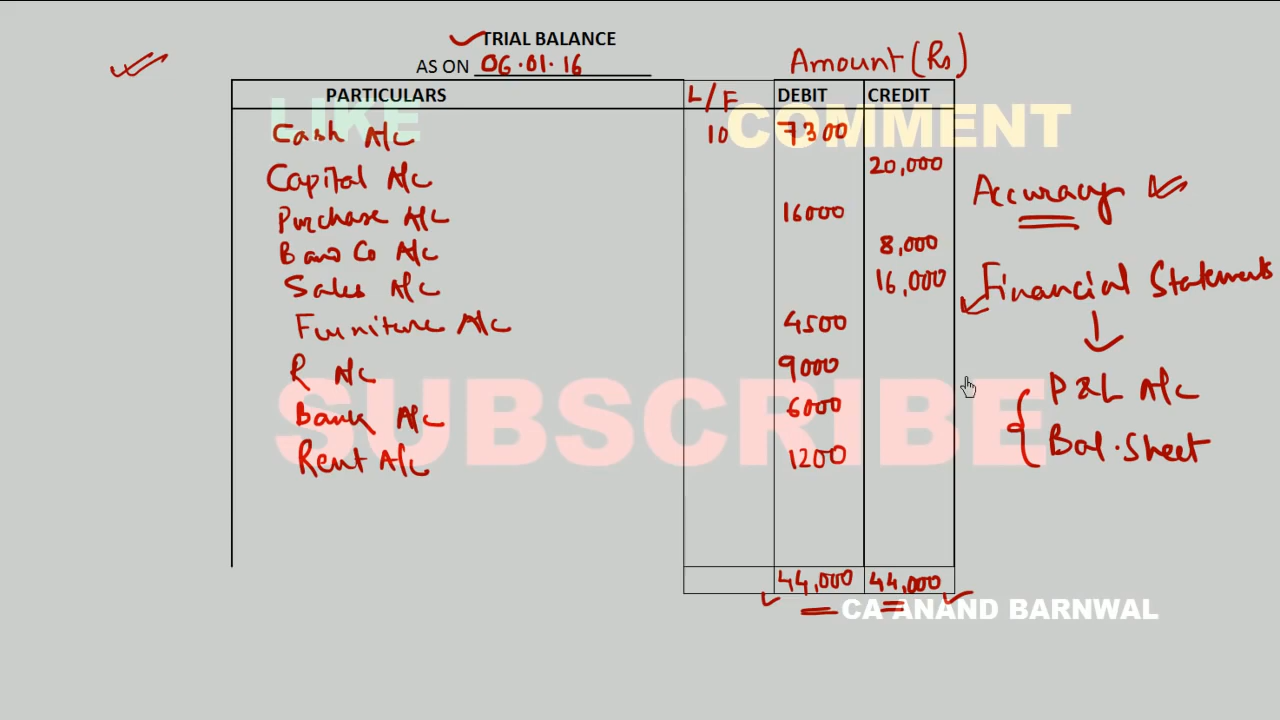 TRIAL BALANCE
AS ON 06.01.16
Amount (Rs)
PARTICULARS L/F DEBIT CREDIT
LIKE
COMMENT
Cash A/c 10 7300
Capital A/c 20,000
Purchase A/c 16000
B and Co A/c 8,000
Sales A/c 16,000
Furniture A/c 4500
R A/c 9000
Bank A/c 6000
Rent A/c 1200
44,000 44,000
Accuracy
Financial Statements
P&L A/c
Bal. Sheet
SUBSCRIBE
CA ANAND BARNWAL